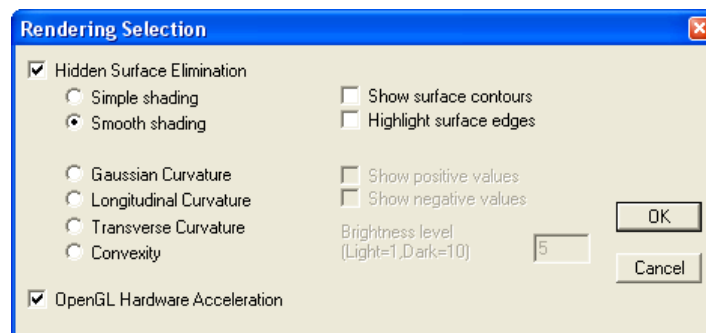 Rendering Selection
Hidden Surface Elimination
Simple shading
Smooth shading
Show surface contours
Highlight surface edges
Gaussian Curvature
Longitudinal Curvature
Transverse Curvature
Convexity
Show positive values
Show negative values
Brightness level
(Light=1,Dark=10)
5
OK
Cancel
OpenGL Hardware Acceleration